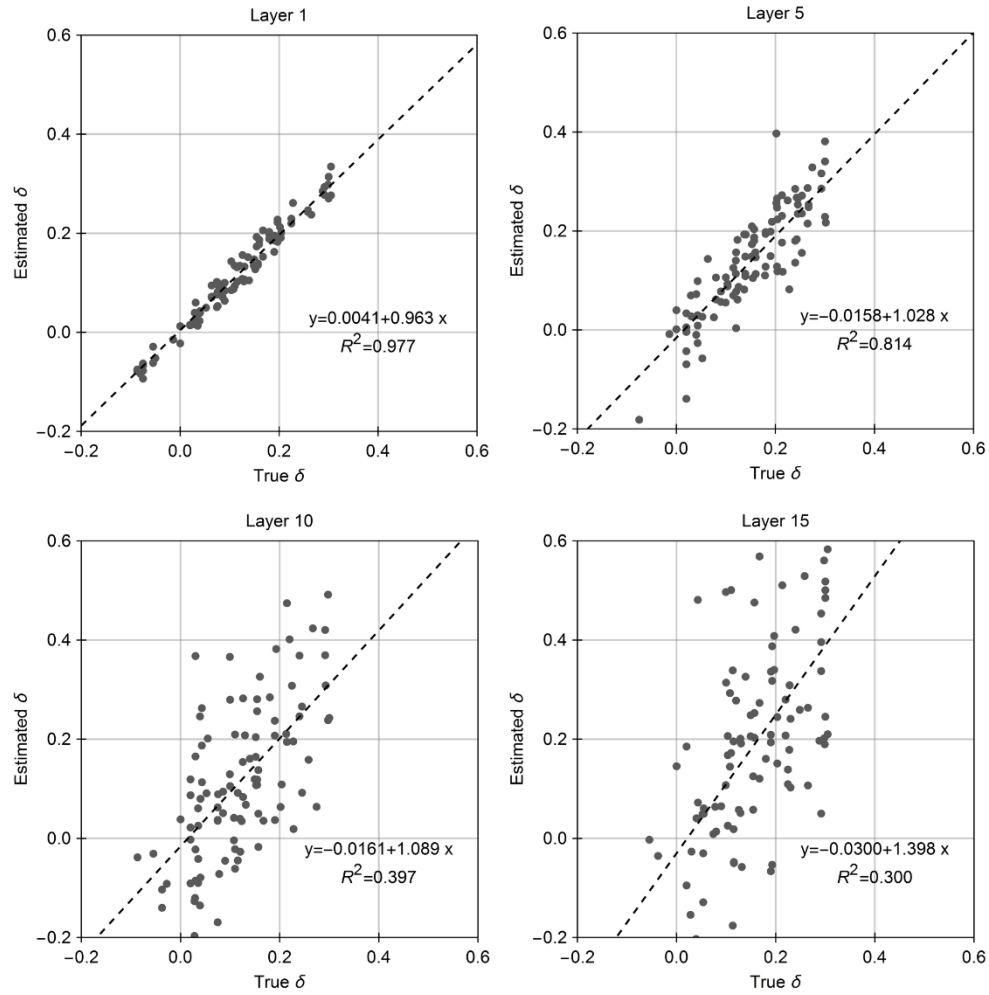 Layer 1
0.6
0.4
0.2
0.0
−0.2
Estimated δ
y=0.0041+0.963 x
R²=0.977
−0.2 0.0 0.2 0.4 0.6
True δ
Layer 5
0.6
0.4
0.2
0.0
−0.2
Estimated δ
y=−0.0158+1.028 x
R²=0.814
−0.2 0.0 0.2 0.4 0.6
True δ
Layer 10
0.6
0.4
0.2
0.0
−0.2
Estimated δ
y=−0.0161+1.089 x
R²=0.397
−0.2 0.0 0.2 0.4 0.6
True δ
Layer 15
0.6
0.4
0.2
0.0
−0.2
Estimated δ
y=−0.0300+1.398 x
R²=0.300
−0.2 0.0 0.2 0.4 0.6
True δ